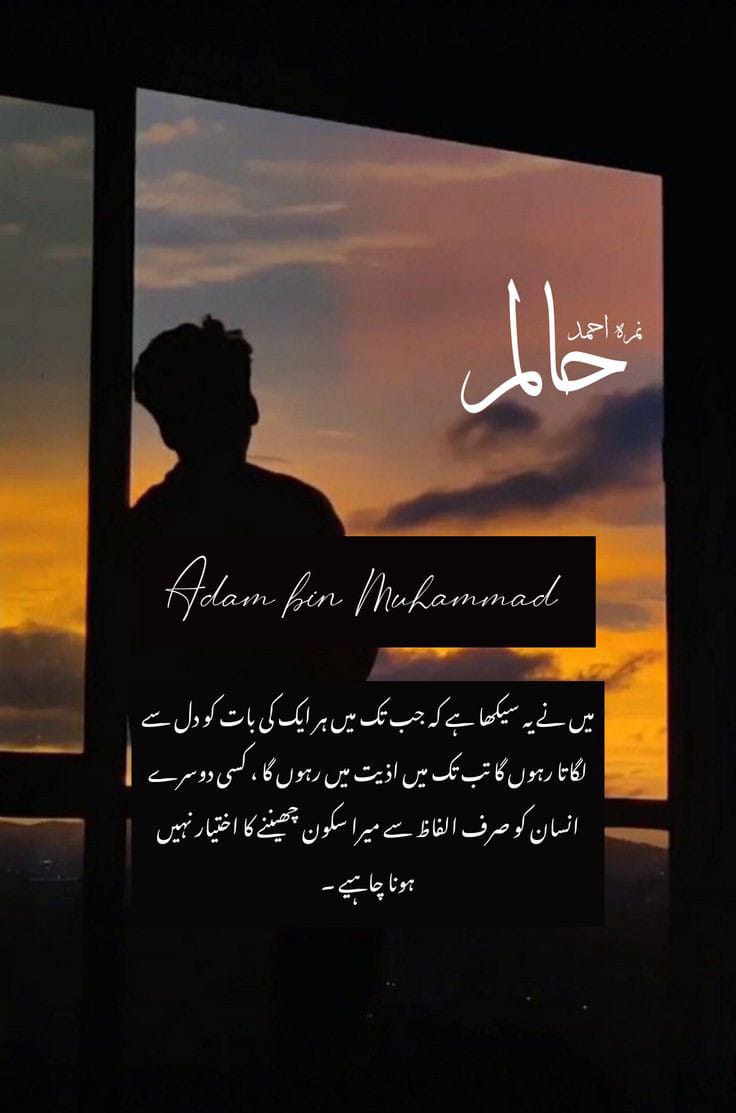 نمرہ احمد
حالم
Adam bin Muhammad
میں نے یہ سیکھا ہے کہ جب تک میں ہر ایک کی بات کو دل سے
لگاتا رہوں گا تب تک میں اذیت میں رہوں گا ، کسی دوسرے
انسان کو صرف الفاظ سے میرا سکون چھیننے کا اختیار نہیں
ہونا چاہیے ۔